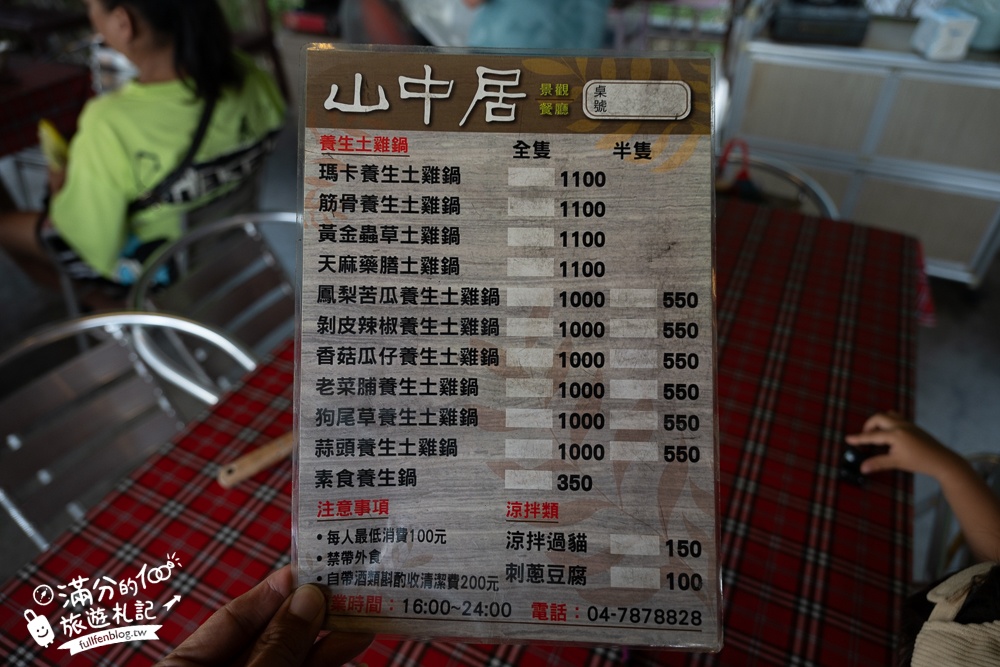 山中居 景觀餐廳 桌號
養生土雞鍋 全隻 半隻
瑪卡養生土雞鍋 1100
筋骨養生土雞鍋 1100
黃金蟲草土雞鍋 1100
天麻藥膳土雞鍋 1100
鳳梨苦瓜養生土雞鍋 1000 550
剝皮辣椒養生土雞鍋 1000 550
香菇瓜仔養生土雞鍋 1000 550
老菜脯養生土雞鍋 1000 550
狗尾草養生土雞鍋 1000 550
蒜頭養生土雞鍋 1000 550
素食養生鍋 350
注意事項
•每人最低消費100元
•禁帶外食
•自帶酒類斟酌收清潔費200元
涼拌類
涼拌過貓 150
刺蔥豆腐 100
業時間：16:00~24:00 電話：04-7878828
滿分的100
旅遊札記
fullfenblog.tw